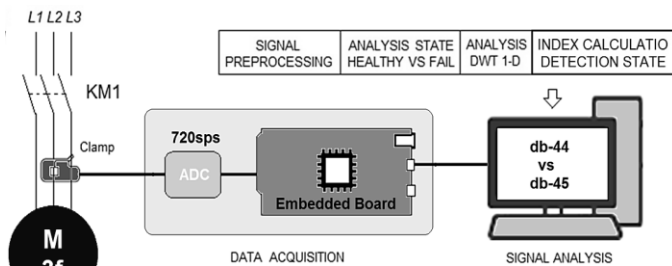 L1 L2 L3
KM1
Clamp
M
720sps
ADC
Embedded Board
DATA ACQUISITION
SIGNAL
PREPROCESSING
ANALYSIS STATE
HEALTHY VS FAIL
ANALYSIS
DWT 1-D
INDEX CALCULATIO
DETECTION STATE
db-44
vs
db-45
SIGNAL ANALYSIS